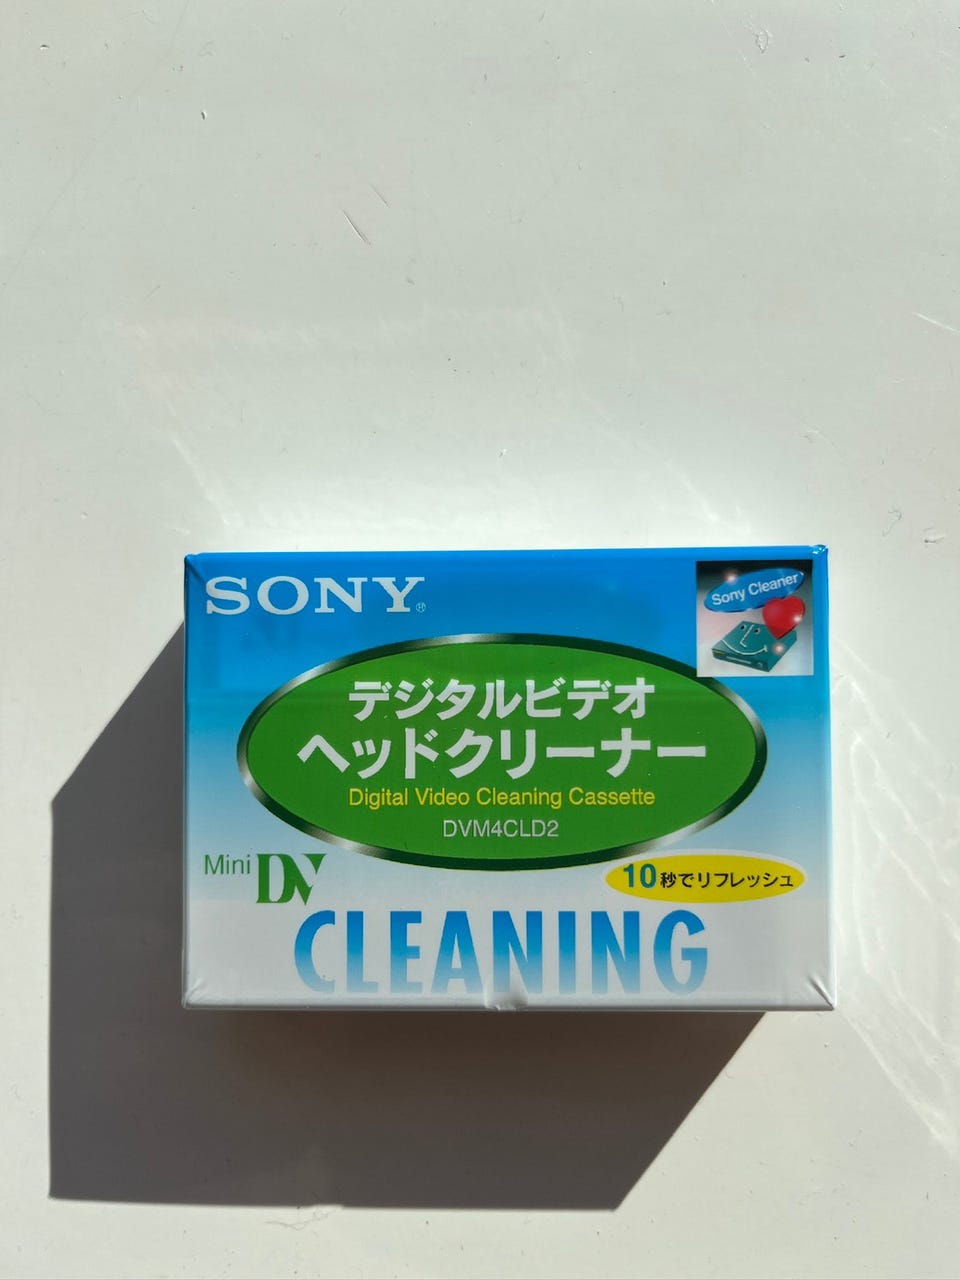 SONY®
Sony Cleaner
デジタルビデオ
ヘッドクリーナー
Digital Video Cleaning Cassette
DVM4CLD2
Mini DV
10秒でリフレッシュ
CLEANING